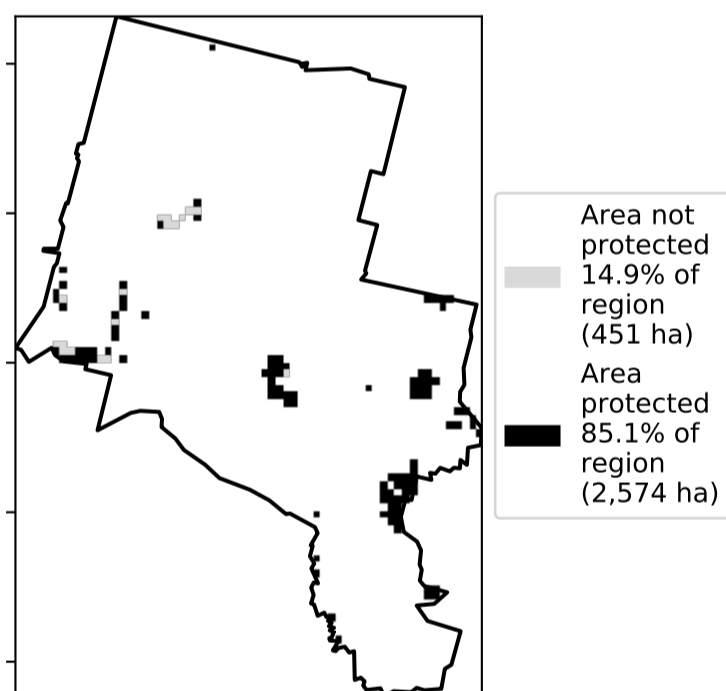 Area not
protected
14.9% of
region
(451 ha)
Area
protected
85.1% of
region
(2,574 ha)